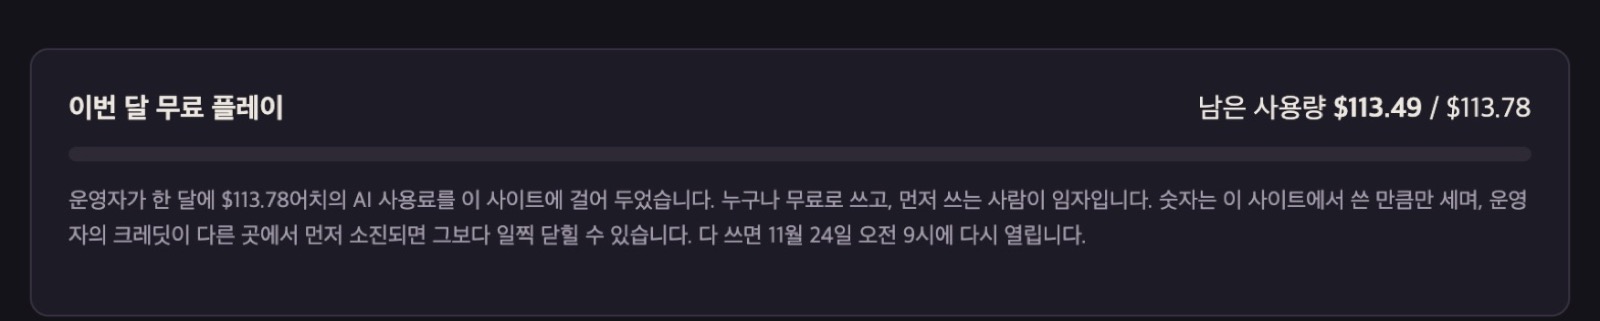 이번 달 무료 플레이
남은 사용량 $113.49 / $113.78
운영자가 한 달에 $113.78어치의 AI 사용료를 이 사이트에 걸어 두었습니다. 누구나 무료로 쓰고, 먼저 쓰는 사람이 임자입니다. 숫자는 이 사이트에서 쓴 만큼만 세며, 운영
자의 크레딧이 다른 곳에서 먼저 소진되면 그보다 일찍 닫힐 수 있습니다. 다 쓰면 11월 24일 오전 9시에 다시 열립니다.